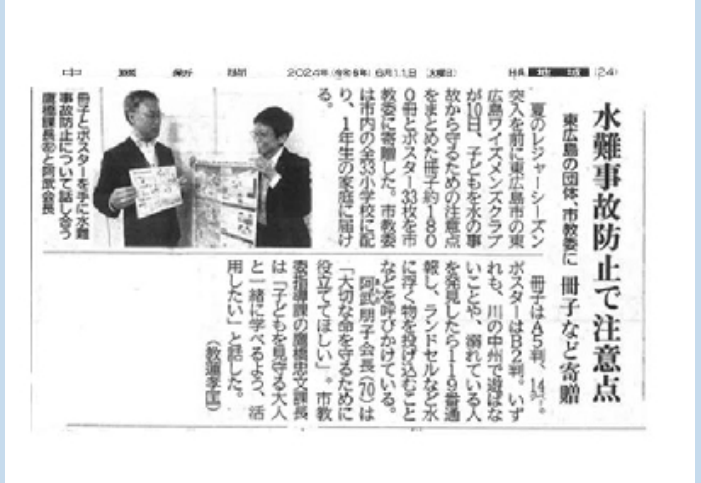 中国新聞 2024年(令和6年)6月11日(火曜日) 地域 (24)
水難事故防止で注意点
東広島の団体、市教委に 冊子など寄贈
夏のレジャーシーズン
突入を前に東広島市の東
広島ワイズメンズクラブ
が10日、子どもを水の事
故から守るための注意点
をまとめた冊子約180
0冊とポスター33枚を市
教委に寄贈した。市教委
は市内の全33小学校に配
り、1年生の家庭に届け
る。
冊子とポスターを手に水難
事故防止について話し合う
鷹橋課長㊨と阿武会長
冊子はA5判、14㌻。
ポスターはB2判。いず
れも、川の中州で遊ばな
いことや、溺れている人
を発見したら119番通
報し、ランドセルなど水
に浮く物を投げ込むこと
などを呼びかけている。
阿武朋子会長(70)は
「大切な命を守るために
役立ててほしい」。市教
委指導課の鷹橋忠文課長
は「子どもを見守る大人
と一緒に学べるよう、活
用したい」と話した。
(教蓮孝匡)